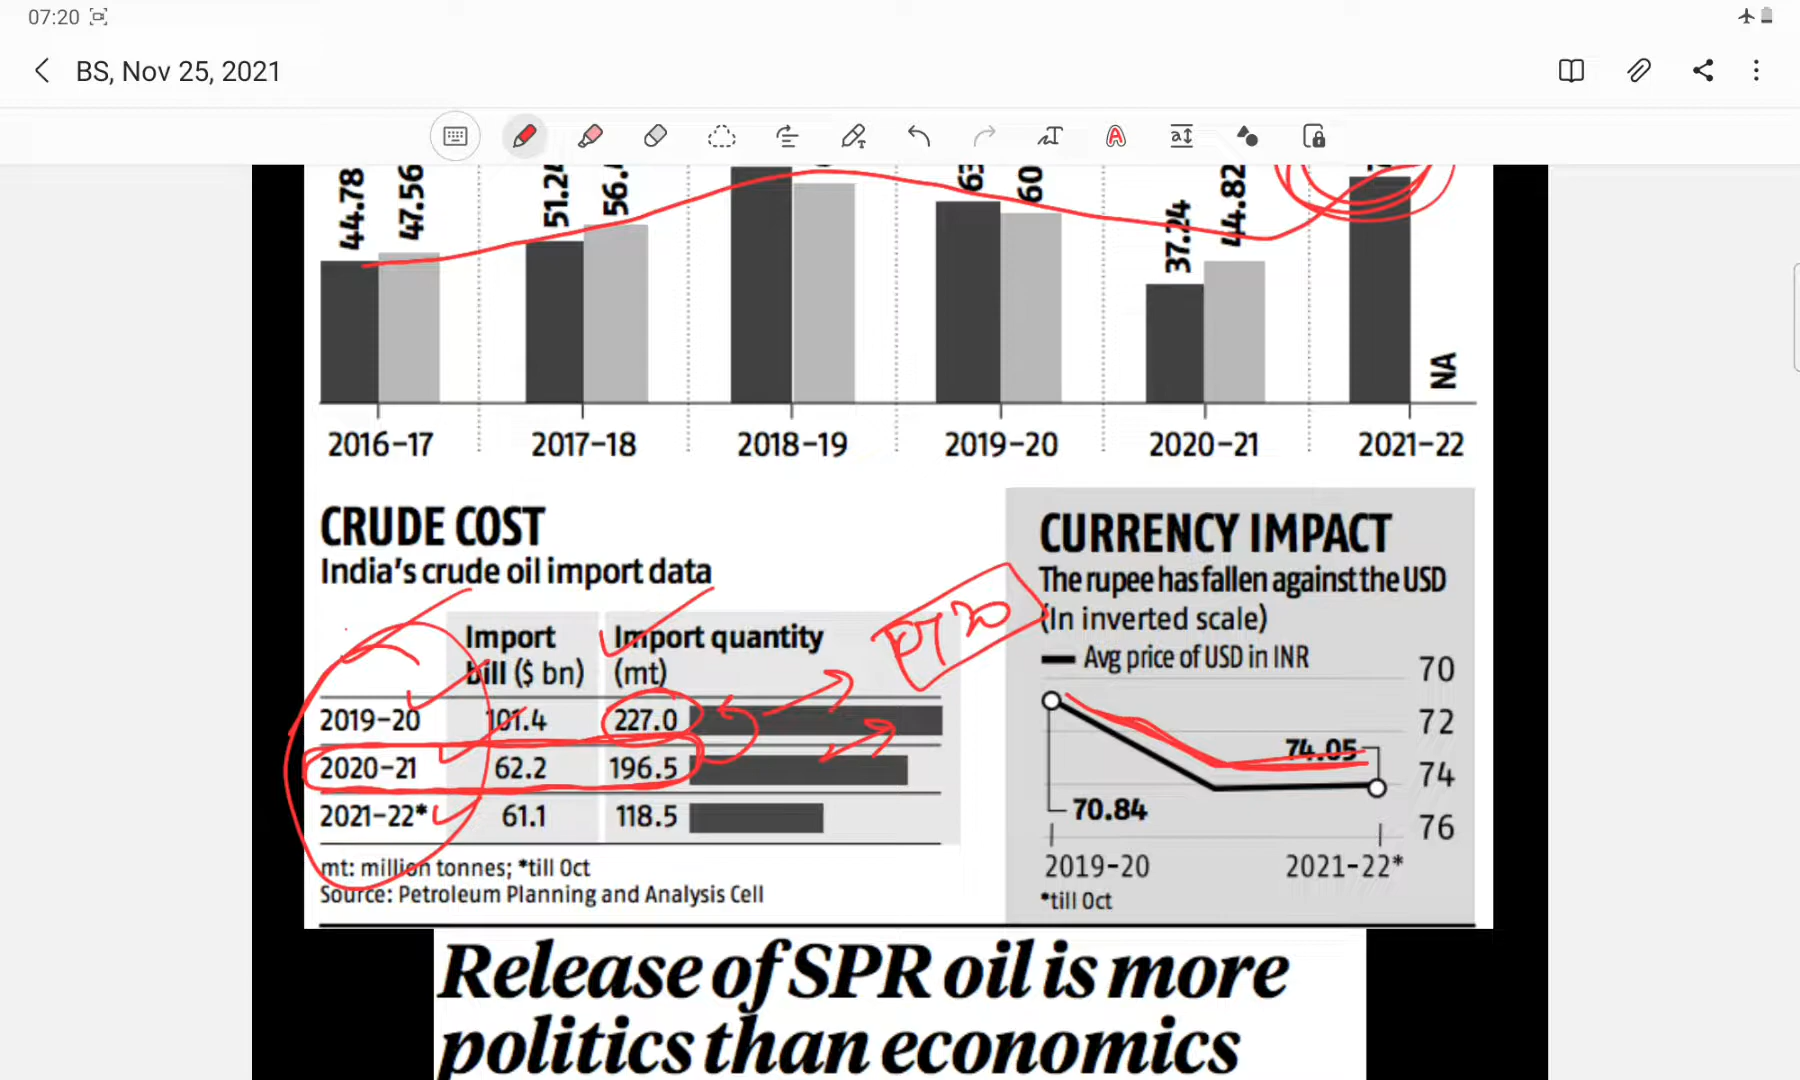 07:20
BS, Nov 25, 2021
44.78
47.56
60
37.24
44.82
NA
2016-17 2017-18 2018-19 2019-20 2020-21 2021-22
CRUDE COST
India's crude oil import data
Import bill ($ bn)
Import quantity (mt)
2019-20 101.4 227.0
2020-21 62.2 196.5
2021-22* 61.1 118.5
mt: million tonnes; *till Oct
Source: Petroleum Planning and Analysis Cell
CURRENCY IMPACT
The rupee has fallen against the USD
(In inverted scale)
Avg price of USD in INR
70
72
74.05
74
70.84
76
2019-20 2021-22*
*till Oct
Release of SPR oil is more
politics than economics